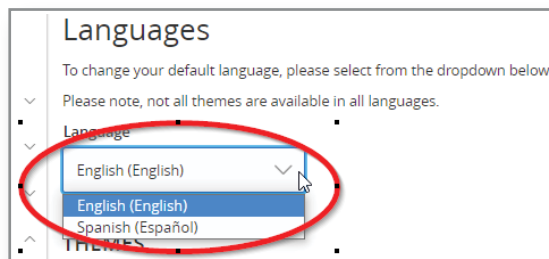 Languages
To change your default language, please select from the dropdown below
Please note, not all themes are available in all languages.
Language
English (English)
English (English)
Spanish (Español)
THEMES